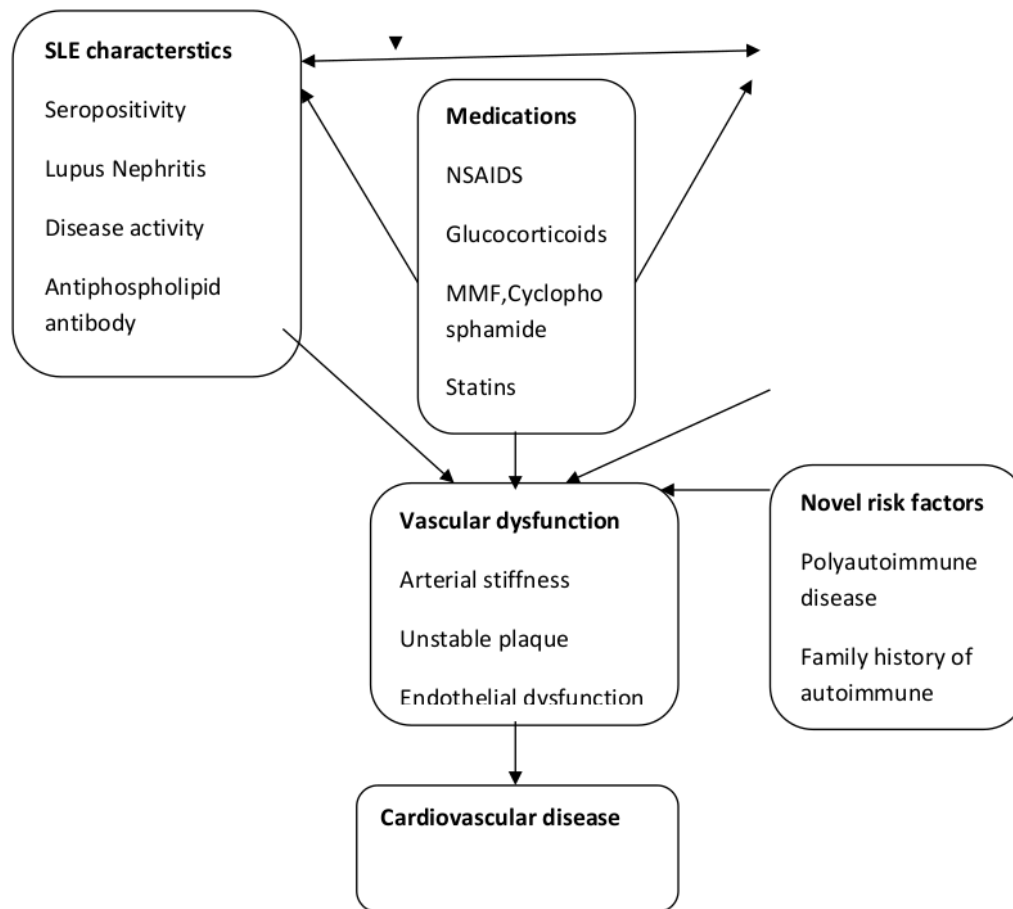 SLE characterstics
Seropositivity
Lupus Nephritis
Disease activity
Antiphospholipid
antibody
Medications
NSAIDS
Glucocorticoids
MMF,Cyclopho
sphamide
Statins
Vascular dysfunction
Arterial stiffness
Unstable plaque
Endothelial dysfunction
Novel risk factors
Polyautoimmune
disease
Family history of
autoimmune
Cardiovascular disease